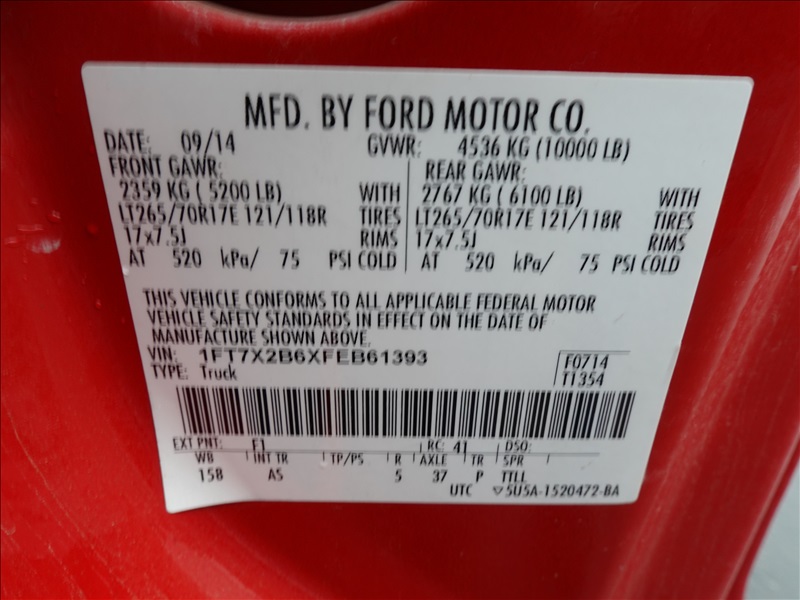 MFD. BY FORD MOTOR CO.
DATE: 09/14 GVWR: 4536 KG (10000 LB)
FRONT GAWR: REAR GAWR:
2359 KG ( 5200 LB) WITH 2767 KG ( 6100 LB) WITH
LT265/70R17E 121/118R TIRES LT265/70R17E 121/118R TIRES
17x7.5J RIMS 17x7.5J RIMS
AT 520 kPa/ 75 PSI COLD AT 520 kPa/ 75 PSI COLD
THIS VEHICLE CONFORMS TO ALL APPLICABLE FEDERAL MOTOR
VEHICLE SAFETY STANDARDS IN EFFECT ON THE DATE OF
MANUFACTURE SHOWN ABOVE.
VIN: 1FT7X2B6XFEB61393 F0714
TYPE: Truck T1354
EXT PNT: F1 RC: 41 DSO:
WB INT TR TP/PS R AXLE TR SPR
158 AS 5 37 P TTLL
UTC ▽5U5A-1520472-BA